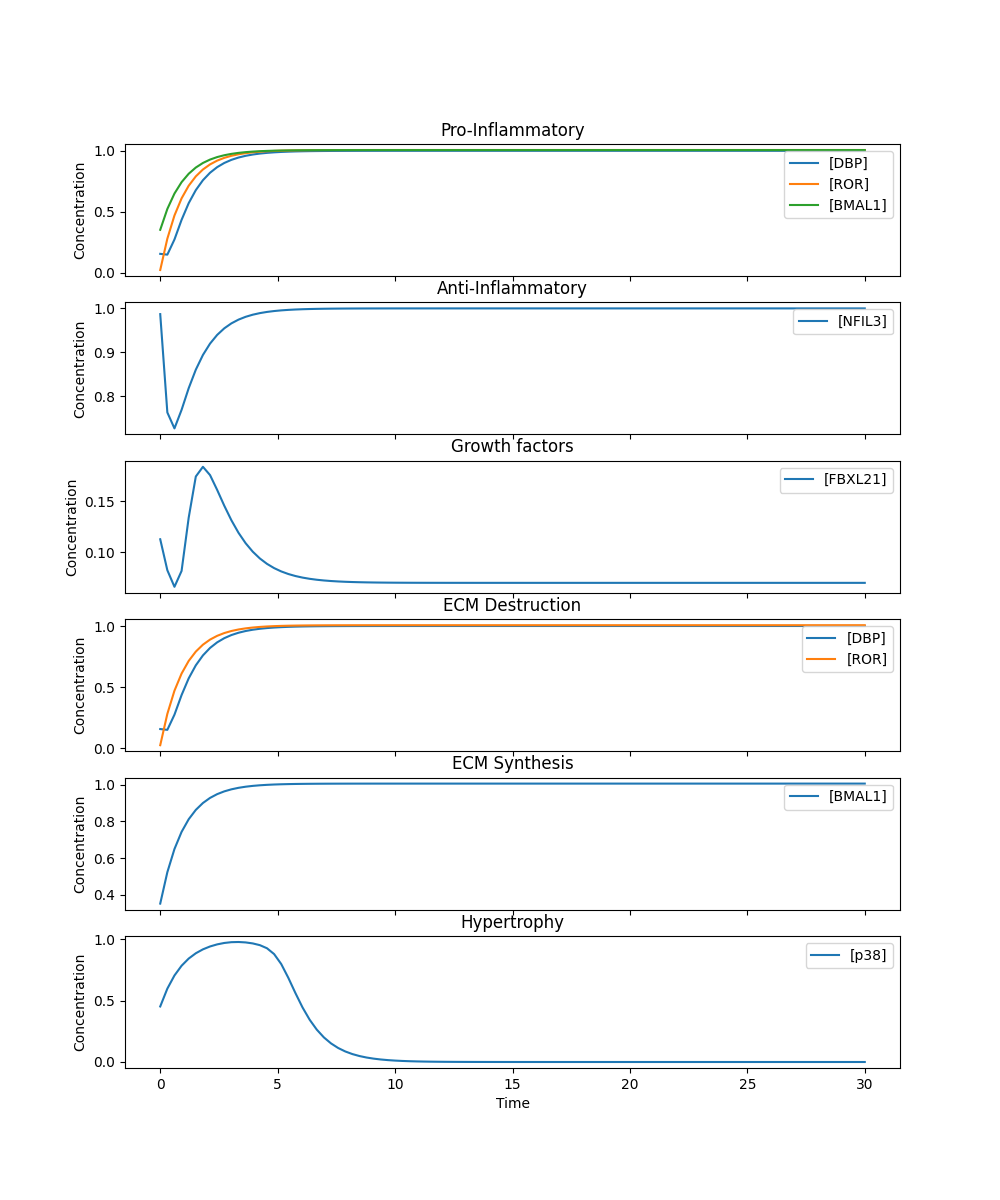 Pro-Inflammatory
Concentration
1.0
0.5
0.0
[DBP]
[ROR]
[BMAL1]
Anti-Inflammatory
Concentration
1.0
0.9
0.8
[NFIL3]
Growth factors
Concentration
0.15
0.10
[FBXL21]
ECM Destruction
Concentration
1.0
0.5
0.0
[DBP]
[ROR]
ECM Synthesis
Concentration
1.0
0.8
0.6
0.4
[BMAL1]
Hypertrophy
Concentration
1.0
0.5
0.0
[p38]
0 5 10 15 20 25 30
Time